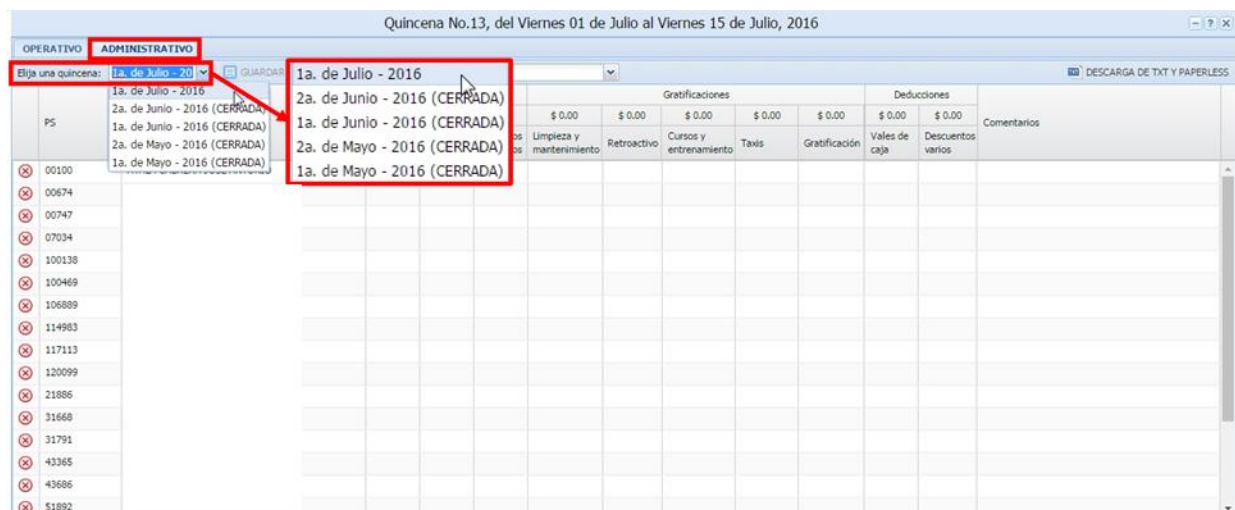 Quincena No.13, del Viernes 01 de Julio al Viernes 15 de Julio, 2016
OPERATIVO ADMINISTRATIVO
Elija una quincena: 1a. de Julio - 20 GUARDAR DESCARGA DE TXT Y PAPERLESS
1a. de Julio - 2016
2a. de Junio - 2016 (CERRADA)
1a. de Junio - 2016 (CERRADA)
2a. de Mayo - 2016 (CERRADA)
1a. de Mayo - 2016 (CERRADA)
1a. de Julio - 2016
2a. de Junio - 2016 (CERRADA)
1a. de Junio - 2016 (CERRADA)
2a. de Mayo - 2016 (CERRADA)
1a. de Mayo - 2016 (CERRADA)
Gratificaciones Deducciones
PS $ 0.00 $ 0.00 $ 0.00 $ 0.00 $ 0.00 $ 0.00 $ 0.00 Comentarios
Limpieza y mantenimiento Retroactivo Cursos y entrenamiento Taxis Gratificación Vales de caja Descuentos varios
00100
00674
00747
07034
100138
100469
106889
114983
117113
120099
21886
31668
31791
43365
43686
51892